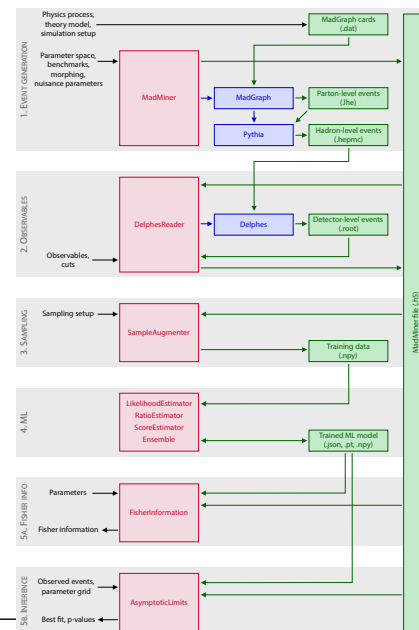 1. EVENT GENERATION
Physics process,
theory model,
simulation setup
MadGraph cards
(.dat)
Parameter space,
benchmarks,
morphing,
nuisance parameters
MadMiner
MadGraph
Parton-level events
(.lhe)
Pythia
Hadron-level events
(.hepmc)
2. OBSERVABLES
DelphesReader
Delphes
Detector-level events
(.root)
Observables,
cuts
MadMiner file (.h5)
3. SAMPLING
Sampling setup
SampleAugmenter
Training data
(.npy)
4. ML
LikelihoodEstimator
RatioEstimator
ScoreEstimator
Ensemble
Trained ML model
(.json, .pt, .npy)
5A. FISHER INFO
Parameters
FisherInformation
Fisher information
5B. INFERENCE
Observed events,
parameter grid
AsymptoticLimits
Best fit, p-values